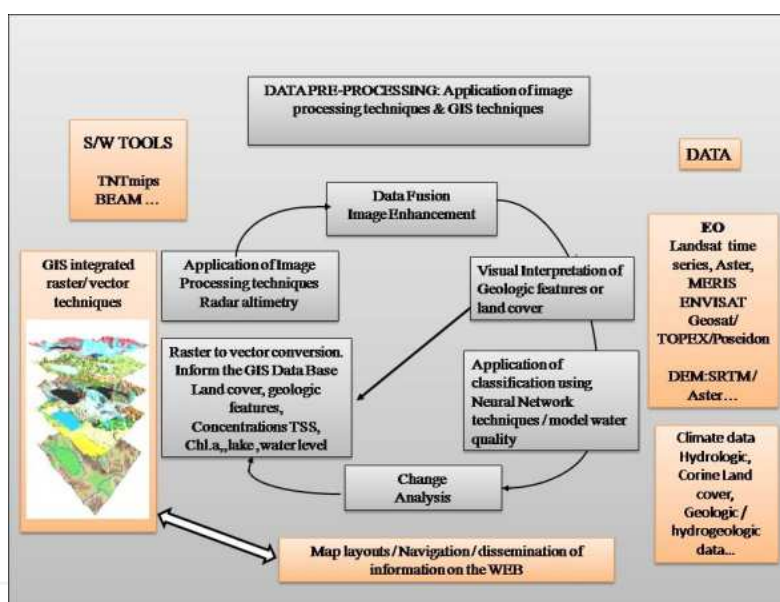 DATA PRE-PROCESSING: Application of image
processing techniques & GIS techniques
S/W TOOLS
TNTmips
BEAM ...
DATA
Data Fusion
Image Enhancement
GIS integrated
raster/ vector
techniques
Application of Image
Processing techniques
Radar altimetry
Visual Interpretation of
Geologic features or
land cover
EO
Landsat time
series, Aster,
MERIS
ENVISAT
Geosat/
TOPEX/Poseidon
DEM:SRTM/
Aster...
Raster to vector conversion.
Inform the GIS Data Base
Land cover, geologic
features,
Concentrations TSS,
Chl.a,,lake ,water level
Application of
classification using
Neural Network
techniques / model water
quality
Change
Analysis
Climate data
Hydrologic,
Corine Land
cover,
Geologic /
hydrogeologic
data...
Map layouts / Navigation / dissemination of
information on the WEB